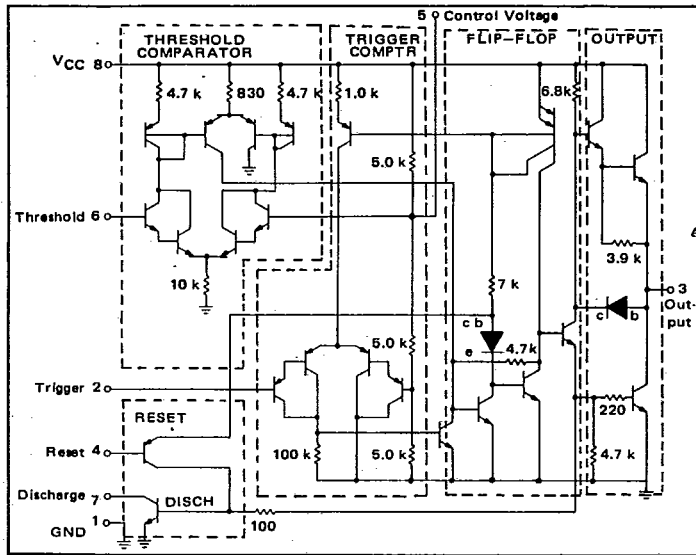 5 Control Voltage
THRESHOLD
COMPARATOR
TRIGGER
COMPTR
FLIP-FLOP
OUTPUT
VCC 8
4.7 k
830
4.7 k
1.0 k
6.8k
5.0 k
Threshold 6
10 k
7 k
3.9 k
3
Out-
put
c b
e
c
b
5.0 k
4.7 k
Trigger 2
RESET
220
Reset 4
100 k
5.0 k
4.7 k
Discharge
7
DISCH
1
GND
100